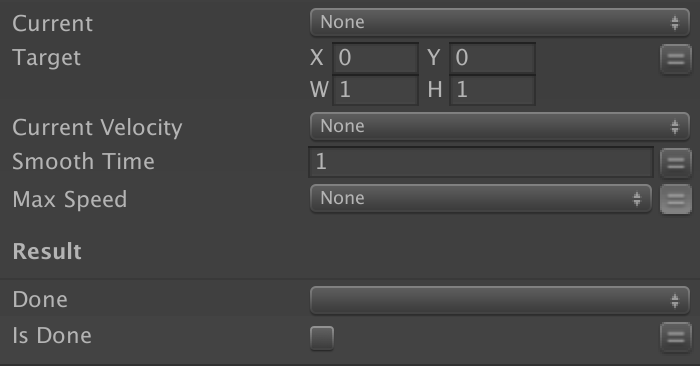 Current None
Target X 0 Y 0
W 1 H 1
Current Velocity None
Smooth Time 1
Max Speed None
Result
Done
Is Done